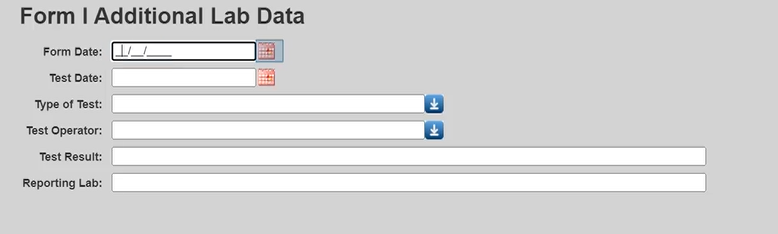 Form I Additional Lab Data
Form Date: __/__/____
Test Date:
Type of Test:
Test Operator:
Test Result:
Reporting Lab: